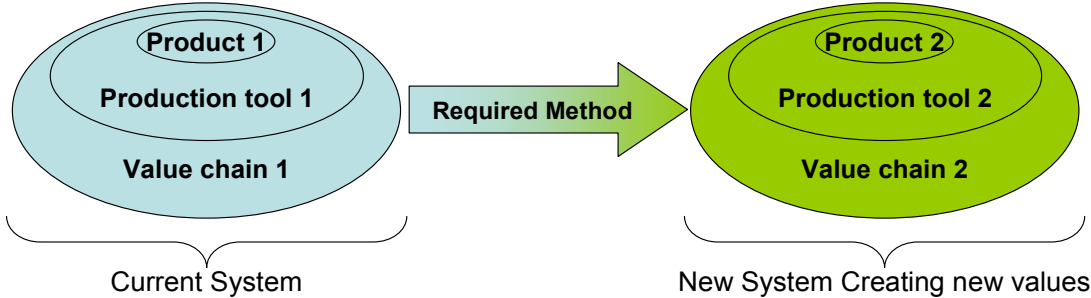 Product 1
Production tool 1
Value chain 1
Current System
Required Method
Product 2
Production tool 2
Value chain 2
New System Creating new values